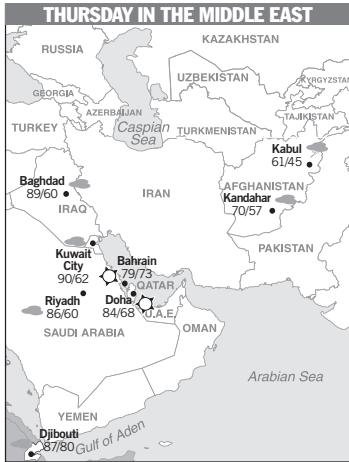 THURSDAY IN THE MIDDLE EAST
KAZAKHSTAN
RUSSIA
UZBEKISTAN
KYRGYZSTAN
GEORGIA
AZERBAIJAN
TAJIKISTAN
TURKEY
Caspian
Sea
TURKMENISTAN
Kabul
61/45
Baghdad
89/60
IRAQ
IRAN
AFGHANISTAN
Kandahar
70/57
PAKISTAN
Kuwait
City
90/62
Bahrain
79/73
QATAR
Riyadh
86/60
Doha
84/68
U.A.E.
SAUDI ARABIA
OMAN
Arabian Sea
YEMEN
Djibouti
87/80
Gulf of Aden